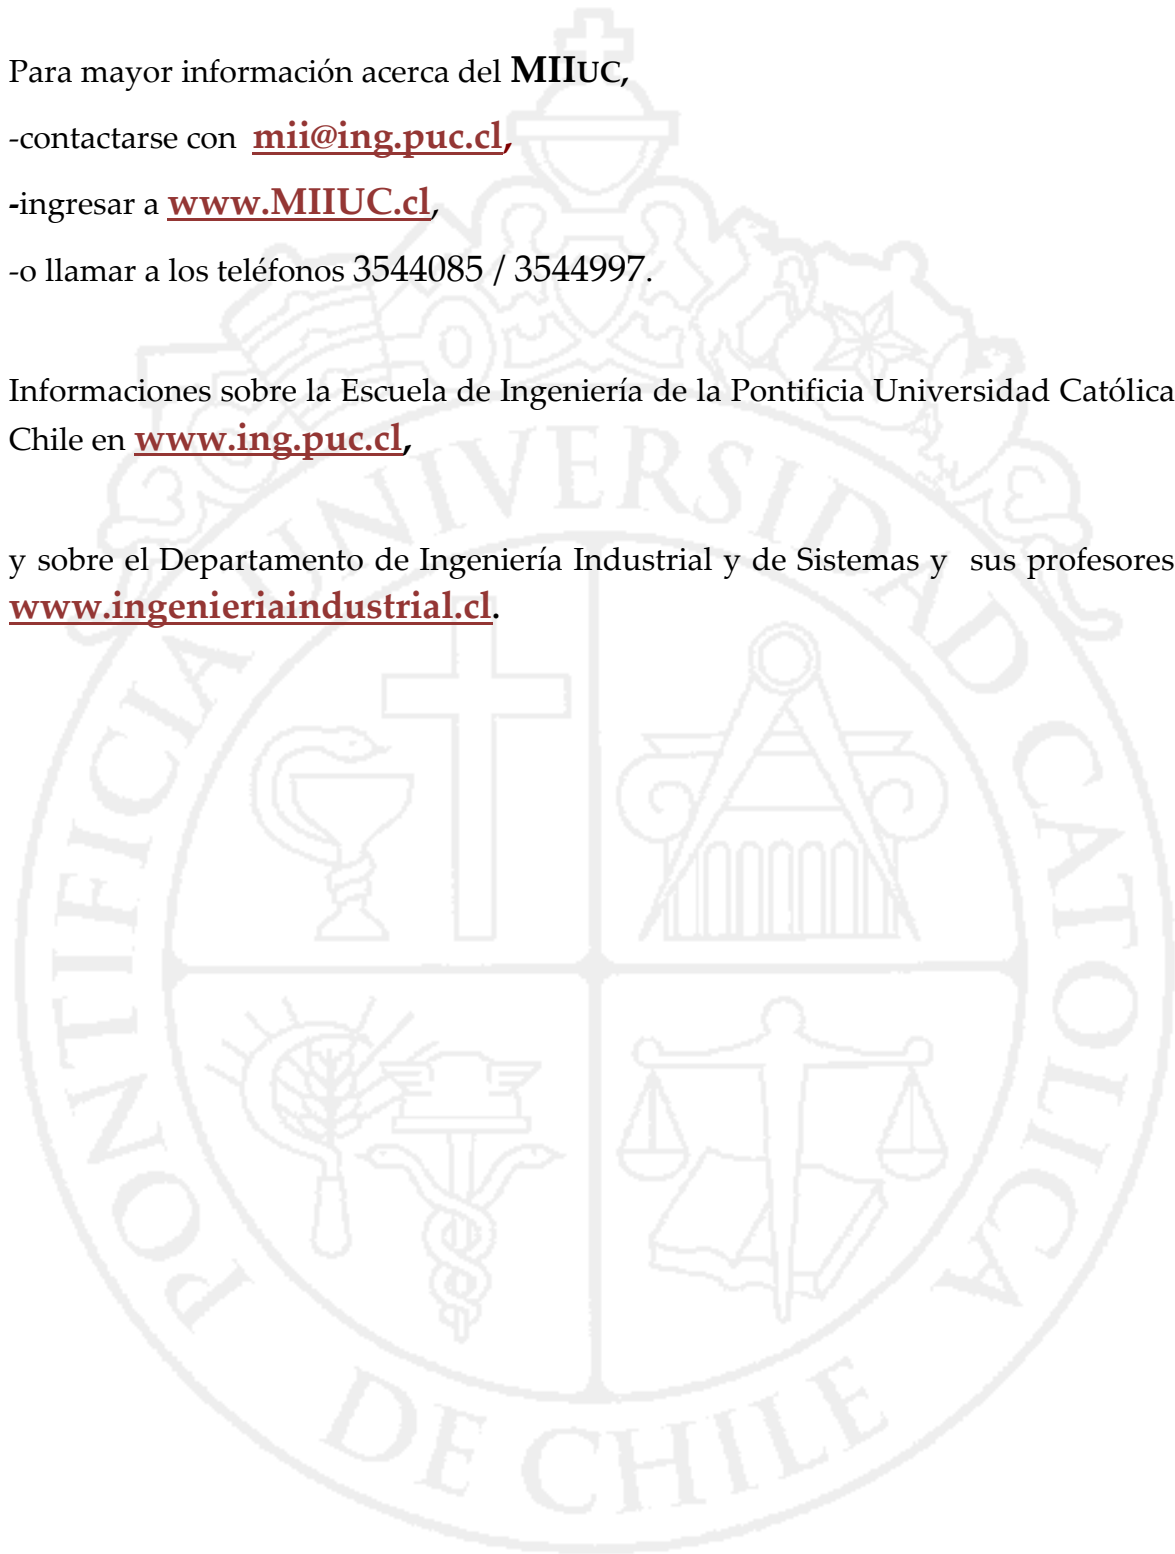 Para mayor información acerca del MIIUC,
-contactarse con mii@ing.puc.cl,
-ingresar a www.MIIUC.cl,
-o llamar a los teléfonos 3544085 / 3544997.
Informaciones sobre la Escuela de Ingeniería de la Pontificia Universidad Católica
Chile en www.ing.puc.cl,
y sobre el Departamento de Ingeniería Industrial y de Sistemas y sus profesores
www.ingenieriaindustrial.cl.
PONTIFICIA UNIVERSIDAD CATOLICA
DE CHILE